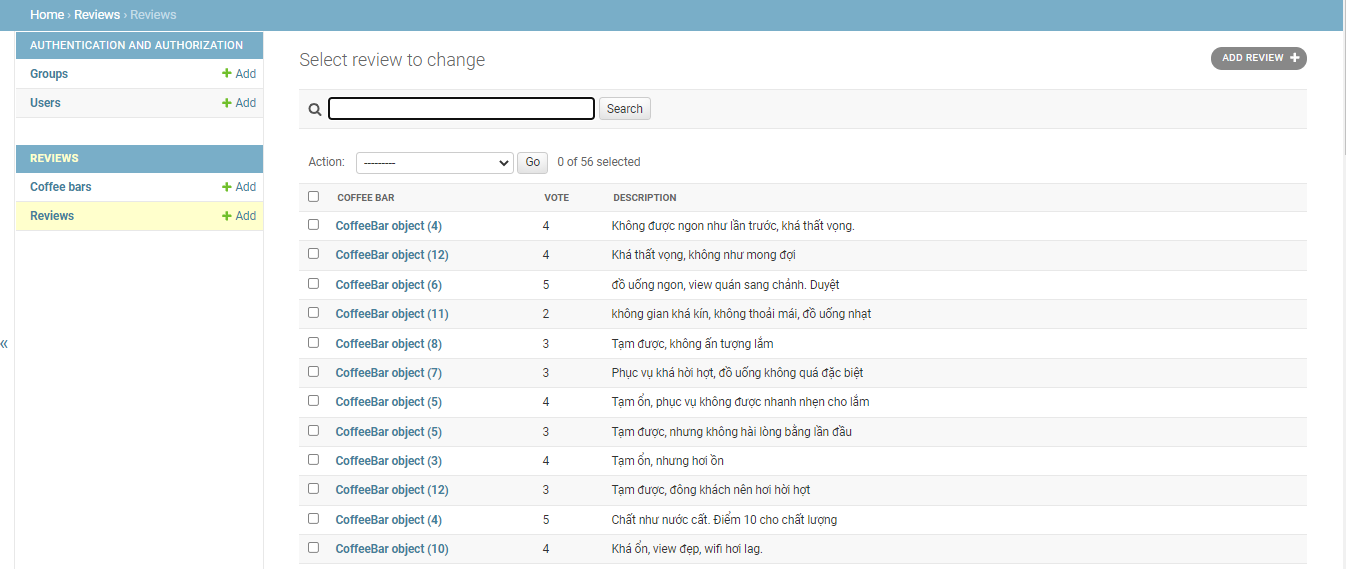 Home › Reviews › Reviews
AUTHENTICATION AND AUTHORIZATION
Groups + Add
Users + Add
REVIEWS
Coffee bars + Add
Reviews + Add
«
Select review to change
ADD REVIEW +
Search
Action: --------- Go 0 of 56 selected
COFFEE BAR VOTE DESCRIPTION
CoffeeBar object (4) 4 Không được ngon như lần trước, khá thất vọng.
CoffeeBar object (12) 4 Khá thất vọng, không như mong đợi
CoffeeBar object (6) 5 đồ uống ngon, view quán sang chảnh. Duyệt
CoffeeBar object (11) 2 không gian khá kín, không thoải mái, đồ uống nhạt
CoffeeBar object (8) 3 Tạm được, không ấn tượng lắm
CoffeeBar object (7) 3 Phục vụ khá hời hợt, đồ uống không quá đặc biệt
CoffeeBar object (5) 4 Tạm ổn, phục vụ không được nhanh nhẹn cho lắm
CoffeeBar object (5) 3 Tạm được, nhưng không hài lòng bằng lần đầu
CoffeeBar object (3) 4 Tạm ổn, nhưng hơi ồn
CoffeeBar object (12) 3 Tạm được, đông khách nên hơi hời hợt
CoffeeBar object (4) 5 Chất như nước cất. Điểm 10 cho chất lượng
CoffeeBar object (10) 4 Khá ổn, view đẹp, wifi hơi lag.